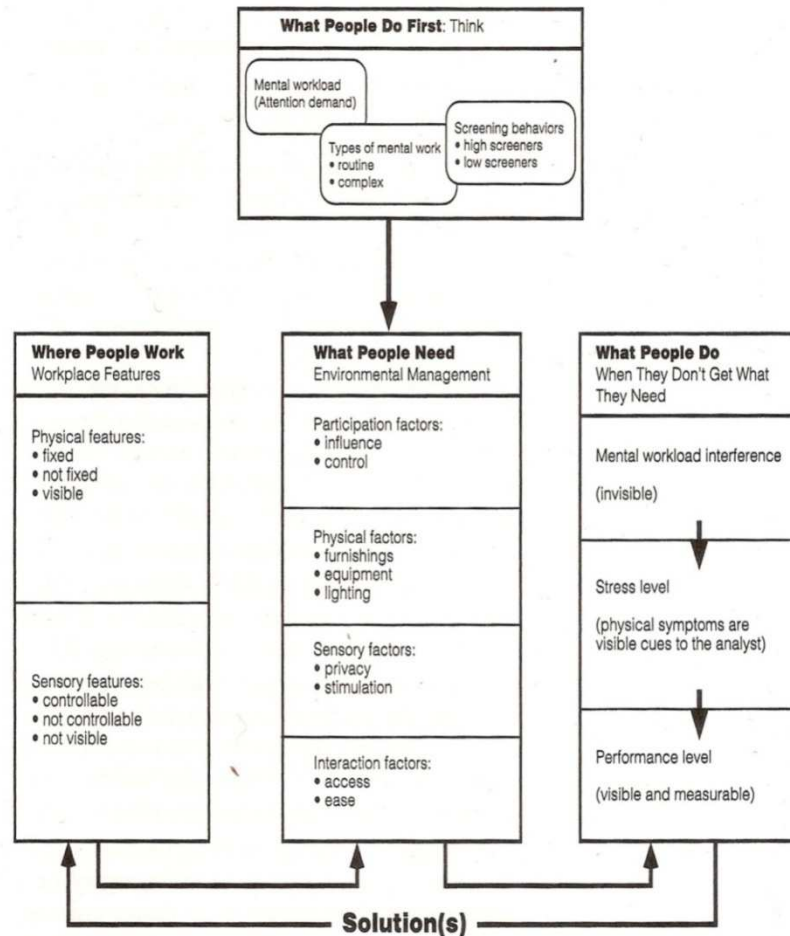 What People Do First: Think
Mental workload
(Attention demand)
Types of mental work
• routine
• complex
Screening behaviors
• high screeners
• low screeners
Where People Work
Workplace Features
Physical features:
• fixed
• not fixed
• visible
Sensory features:
• controllable
• not controllable
• not visible
What People Need
Environmental Management
Participation factors:
• influence
• control
Physical factors:
• furnishings
• equipment
• lighting
Sensory factors:
• privacy
• stimulation
Interaction factors:
• access
• ease
What People Do
When They Don't Get What
They Need
Mental workload interference
(invisible)
Stress level
(physical symptoms are
visible cues to the analyst)
Performance level
(visible and measurable)
Solution(s)